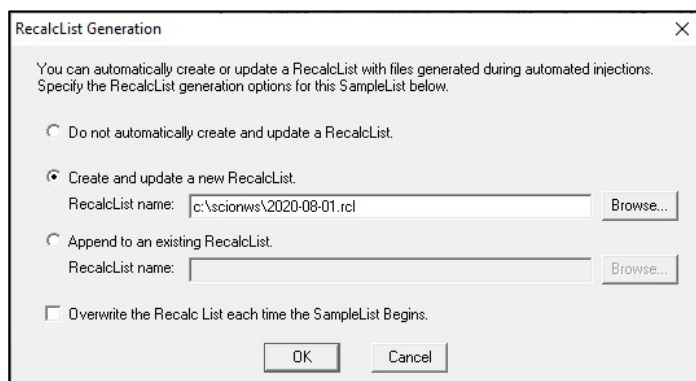 RecalcList Generation
You can automatically create or update a RecalcList with files generated during automated injections.
Specify the RecalcList generation options for this SampleList below.
Do not automatically create and update a RecalcList.
Create and update a new RecalcList.
RecalcList name: c:\scionws\2020-08-01.rcl Browse...
Append to an existing RecalcList.
RecalcList name: Browse...
Overwrite the Recalc List each time the SampleList Begins.
OK Cancel